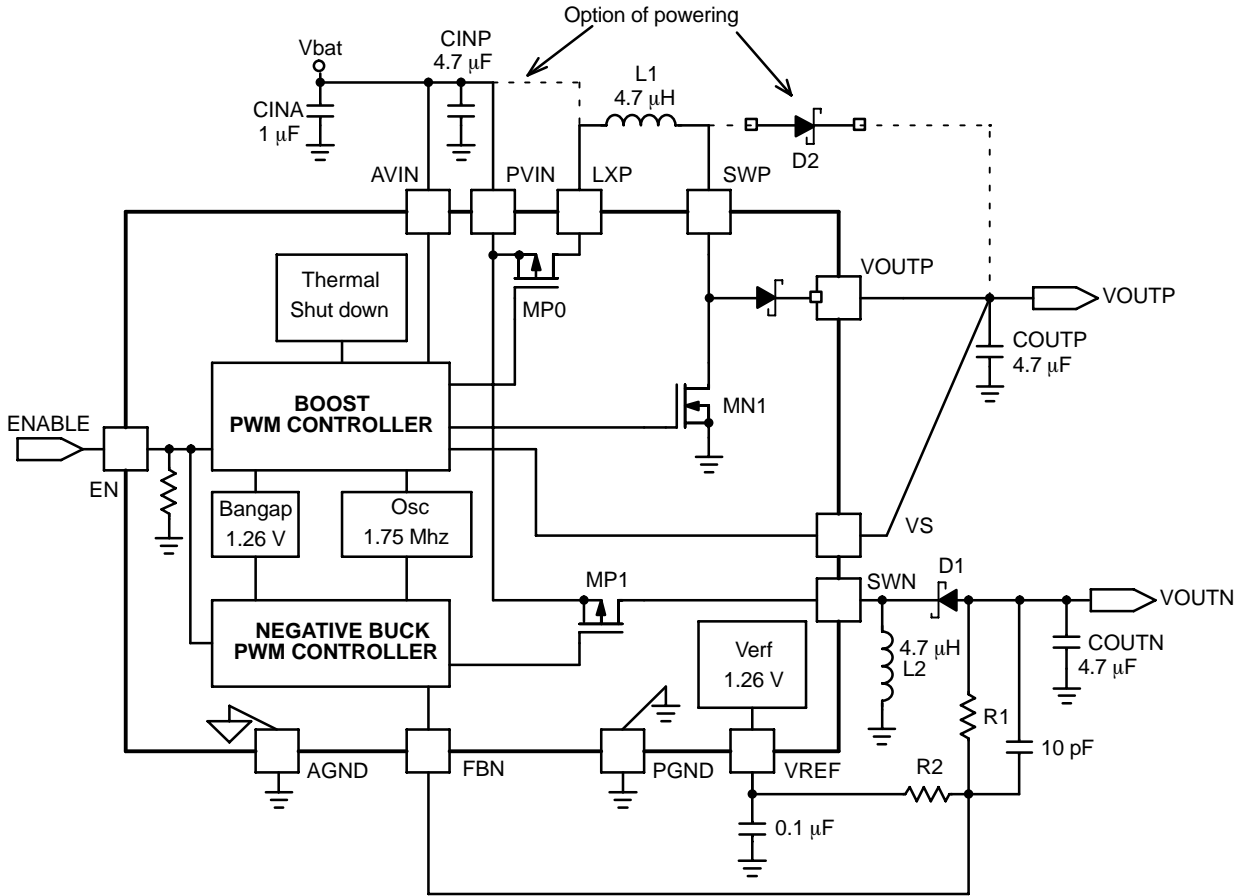 Option of powering
Vbat
CINP
4.7 μF
L1
4.7 μH
CINA
1 μF
D2
AVIN
PVIN
LXP
SWP
Thermal
Shut down
MP0
VOUTP
VOUTP
COUTP
4.7 μF
BOOST
PWM CONTROLLER
MN1
ENABLE
EN
Bangap
1.26 V
Osc
1.75 Mhz
VS
MP1
SWN
D1
VOUTN
NEGATIVE BUCK
PWM CONTROLLER
Verf
1.26 V
4.7 μH
L2
COUTN
4.7 μF
R1
10 pF
AGND
FBN
PGND
VREF
R2
0.1 μF